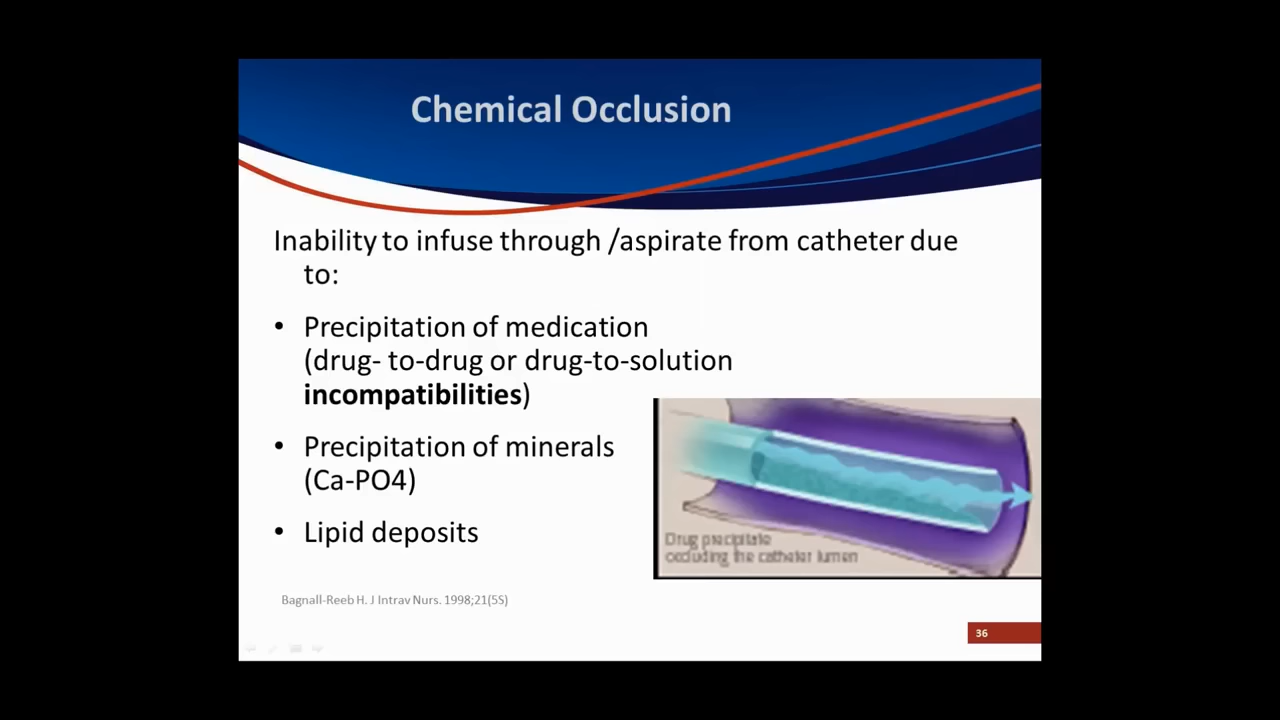 Chemical Occlusion
Inability to infuse through /aspirate from catheter due
to:
• Precipitation of medication
(drug- to-drug or drug-to-solution
incompatibilities)
• Precipitation of minerals
(Ca-PO4)
• Lipid deposits
Drug precipitate
occluding the catheter lumen
Bagnall-Reeb H. J Intrav Nurs. 1998;21(5S)
36